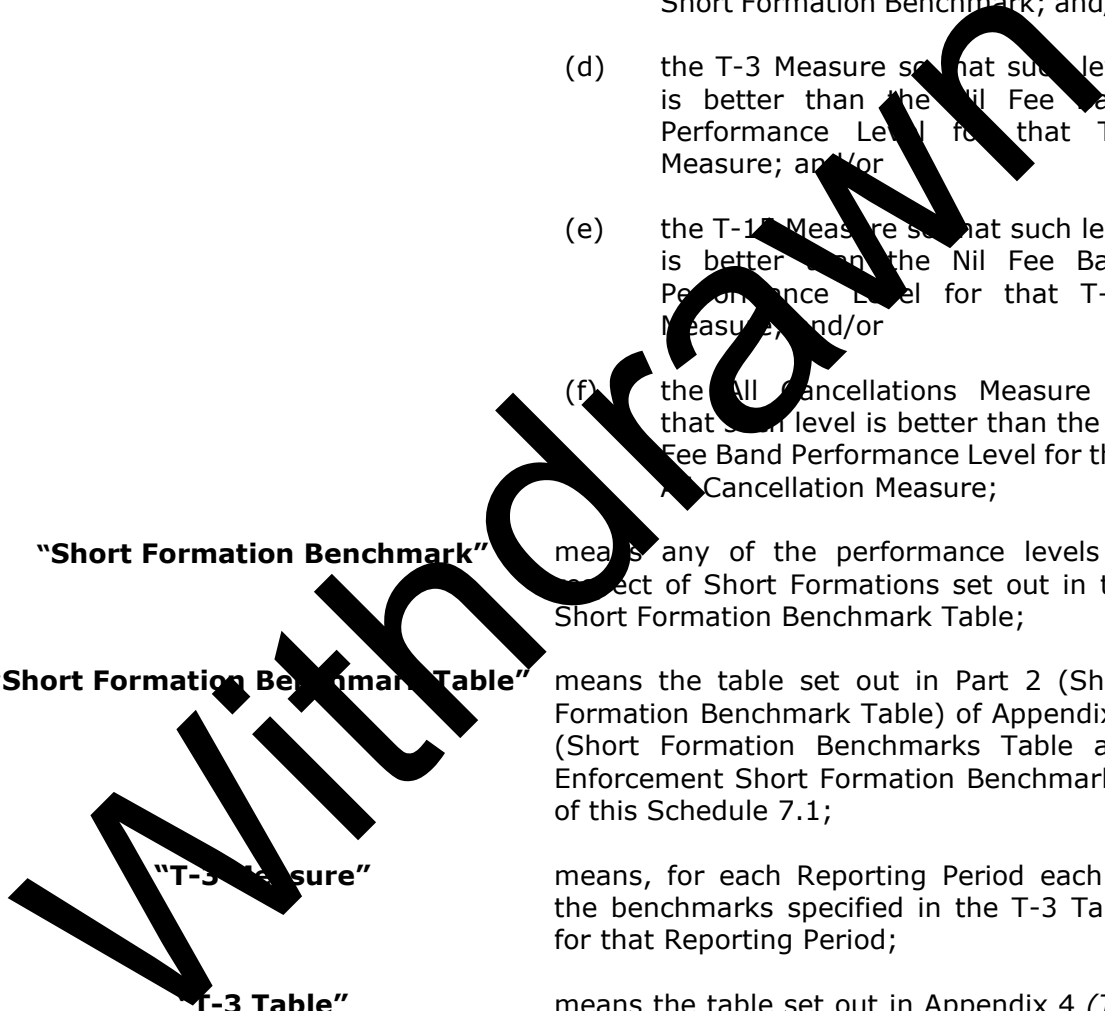 Short Formation Benchmark; and/
(d) the T-3 Measure so that such le
is better than the Nil Fee Ba
Performance Level for that T
Measure; and/or
(e) the T-15 Measure so that such le
is better than the Nil Fee Ba
Performance Level for that T-
Measure; and/or
(f) the All Cancellations Measure
that such level is better than the
Fee Band Performance Level for th
Cancellation Measure;
"Short Formation Benchmark" means any of the performance levels
respect of Short Formations set out in t
Short Formation Benchmark Table;
Short Formation Benchmark Table" means the table set out in Part 2 (Sh
Formation Benchmark Table) of Appendix
(Short Formation Benchmarks Table a
Enforcement Short Formation Benchmark
of this Schedule 7.1;
"T-3 Measure" means, for each Reporting Period each
the benchmarks specified in the T-3 Ta
for that Reporting Period;
"T-3 Table" means the table set out in Appendix 4 (T
Withdrawn